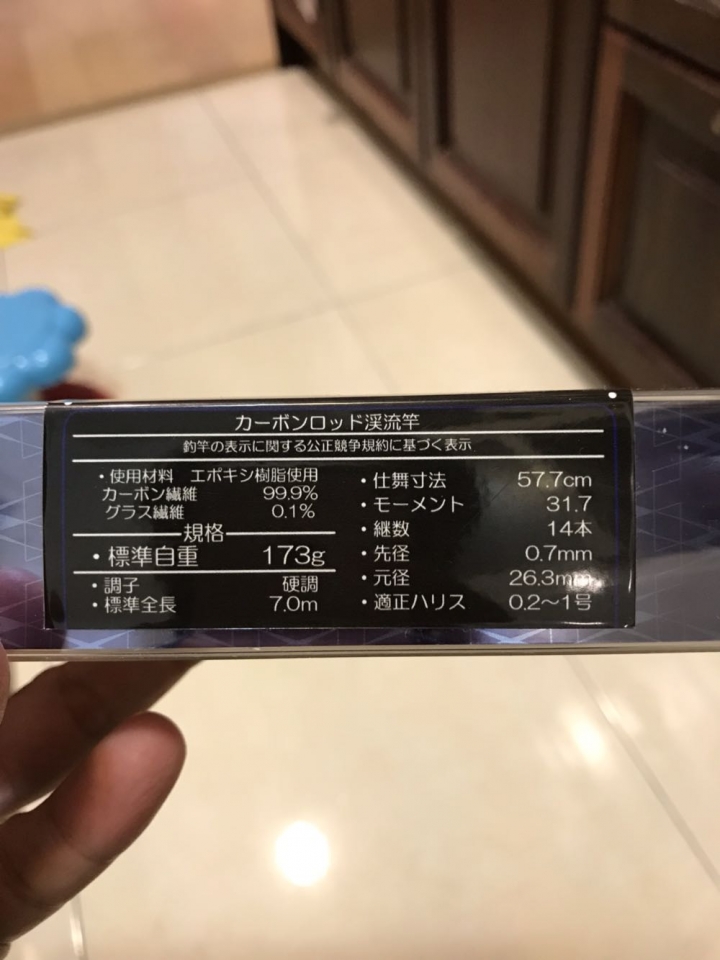 カーボンロッド渓流竿
釣竿の表示に関する公正競争規約に基づく表示
・使用材料 エポキシ樹脂使用
カーボン繊維 99.9%
グラス繊維 0.1%
規格
・標準自重 173g
・調子 硬調
・標準全長 7.0m
・仕舞寸法 57.7cm
・モーメント 31.7
・継数 14本
・先径 0.7mm
・元径 26.3mm
・適正ハリス 0.2〜1号